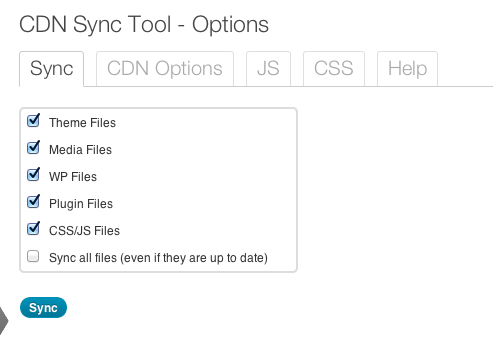 CDN Sync Tool - Options
Sync CDN Options JS CSS Help
Theme Files
Media Files
WP Files
Plugin Files
CSS/JS Files
Sync all files (even if they are up to date)
Sync